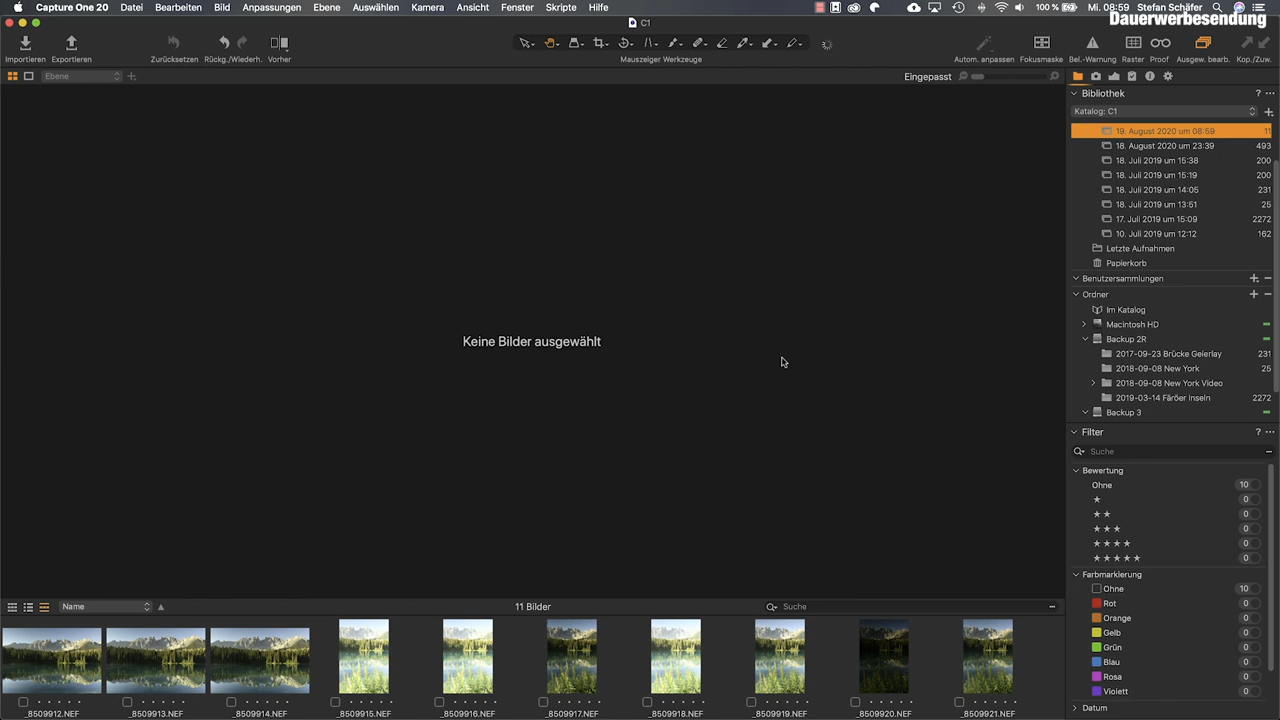 Capture One 20 Datei Bearbeiten Bild Anpassungen Ebene Auswählen Kamera Ansicht Fenster Skripte Hilfe 100 % Mi. 08:59 Stefan Schäfer
Dauerwerbesendung
C1
Importieren Exportieren Zurücksetzen Rückg./Wiederh. Vorher Mauszeiger Werkzeuge Autom. anpassen Fokusmaske Bel.-Warnung Raster Proof Ausgew. bearb. Kop./Zuw.
Ebene Eingepasst
Bibliothek ?
Katalog: C1
19. August 2020 um 08:59 11
18. August 2020 um 23:39 493
18. Juli 2019 um 15:38 200
18. Juli 2019 um 15:19 200
18. Juli 2019 um 14:05 231
18. Juli 2019 um 13:51 25
17. Juli 2019 um 15:09 2272
10. Juli 2019 um 12:12 162
Letzte Aufnahmen
Papierkorb
Benutzersammlungen
Ordner
Im Katalog
Macintosh HD
Backup 2R
2017-09-23 Brücke Geierlay 231
2018-09-08 New York 25
2018-09-08 New York Video
2019-03-14 Färöer Inseln 2272
Backup 3
Keine Bilder ausgewählt
Filter ?
Suche
Bewertung
Ohne 10
★ 0
★ ★ 0
★ ★ ★ 0
★ ★ ★ ★ 0
★ ★ ★ ★ ★ 0
Farbmarkierung
Ohne 10
Rot 0
Orange 0
Gelb 0
Grün 0
Blau 0
Rosa 0
Violett 0
Datum
Name 11 Bilder Suche
_8509912.NEF _8509913.NEF _8509914.NEF _8509915.NEF _8509916.NEF _8509917.NEF _8509918.NEF _8509919.NEF _8509920.NEF _8509921.NEF